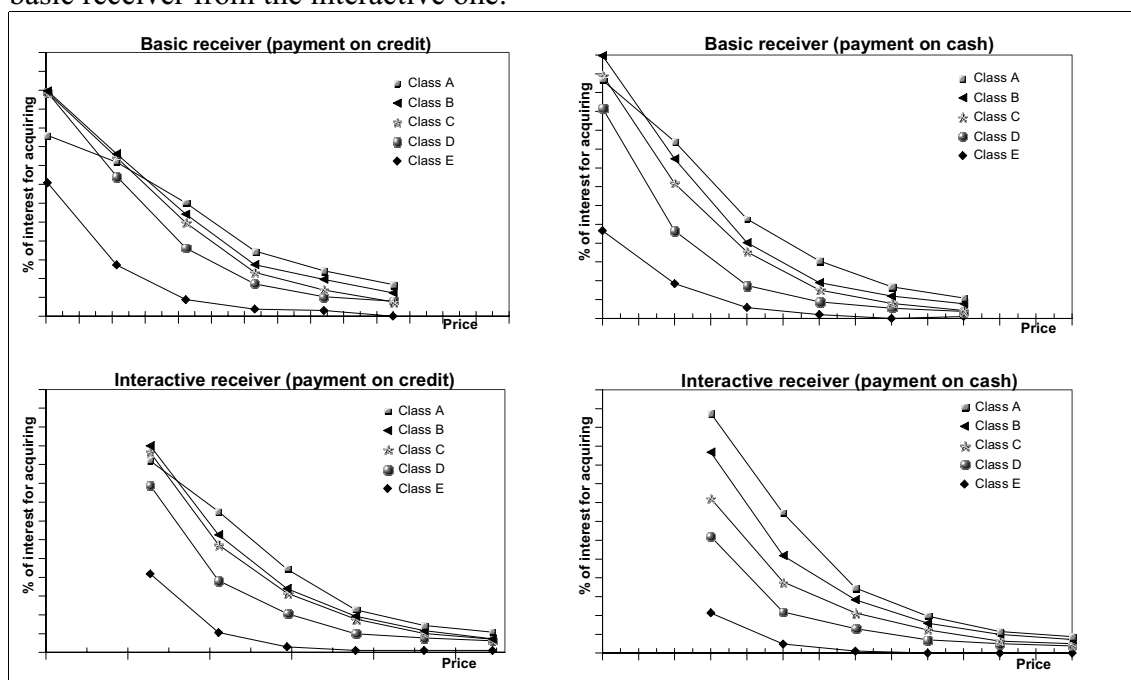 basic receiver from the interactive one.
Basic receiver (payment on credit)
% of interest for acquiring
Class A
Class B
Class C
Class D
Class E
Price
Basic receiver (payment on cash)
% of interest for acquiring
Class A
Class B
Class C
Class D
Class E
Price
Interactive receiver (payment on credit)
% of interest for acquiring
Class A
Class B
Class C
Class D
Class E
Price
Interactive receiver (payment on cash)
% of interest for acquiring
Class A
Class B
Class C
Class D
Class E
Price